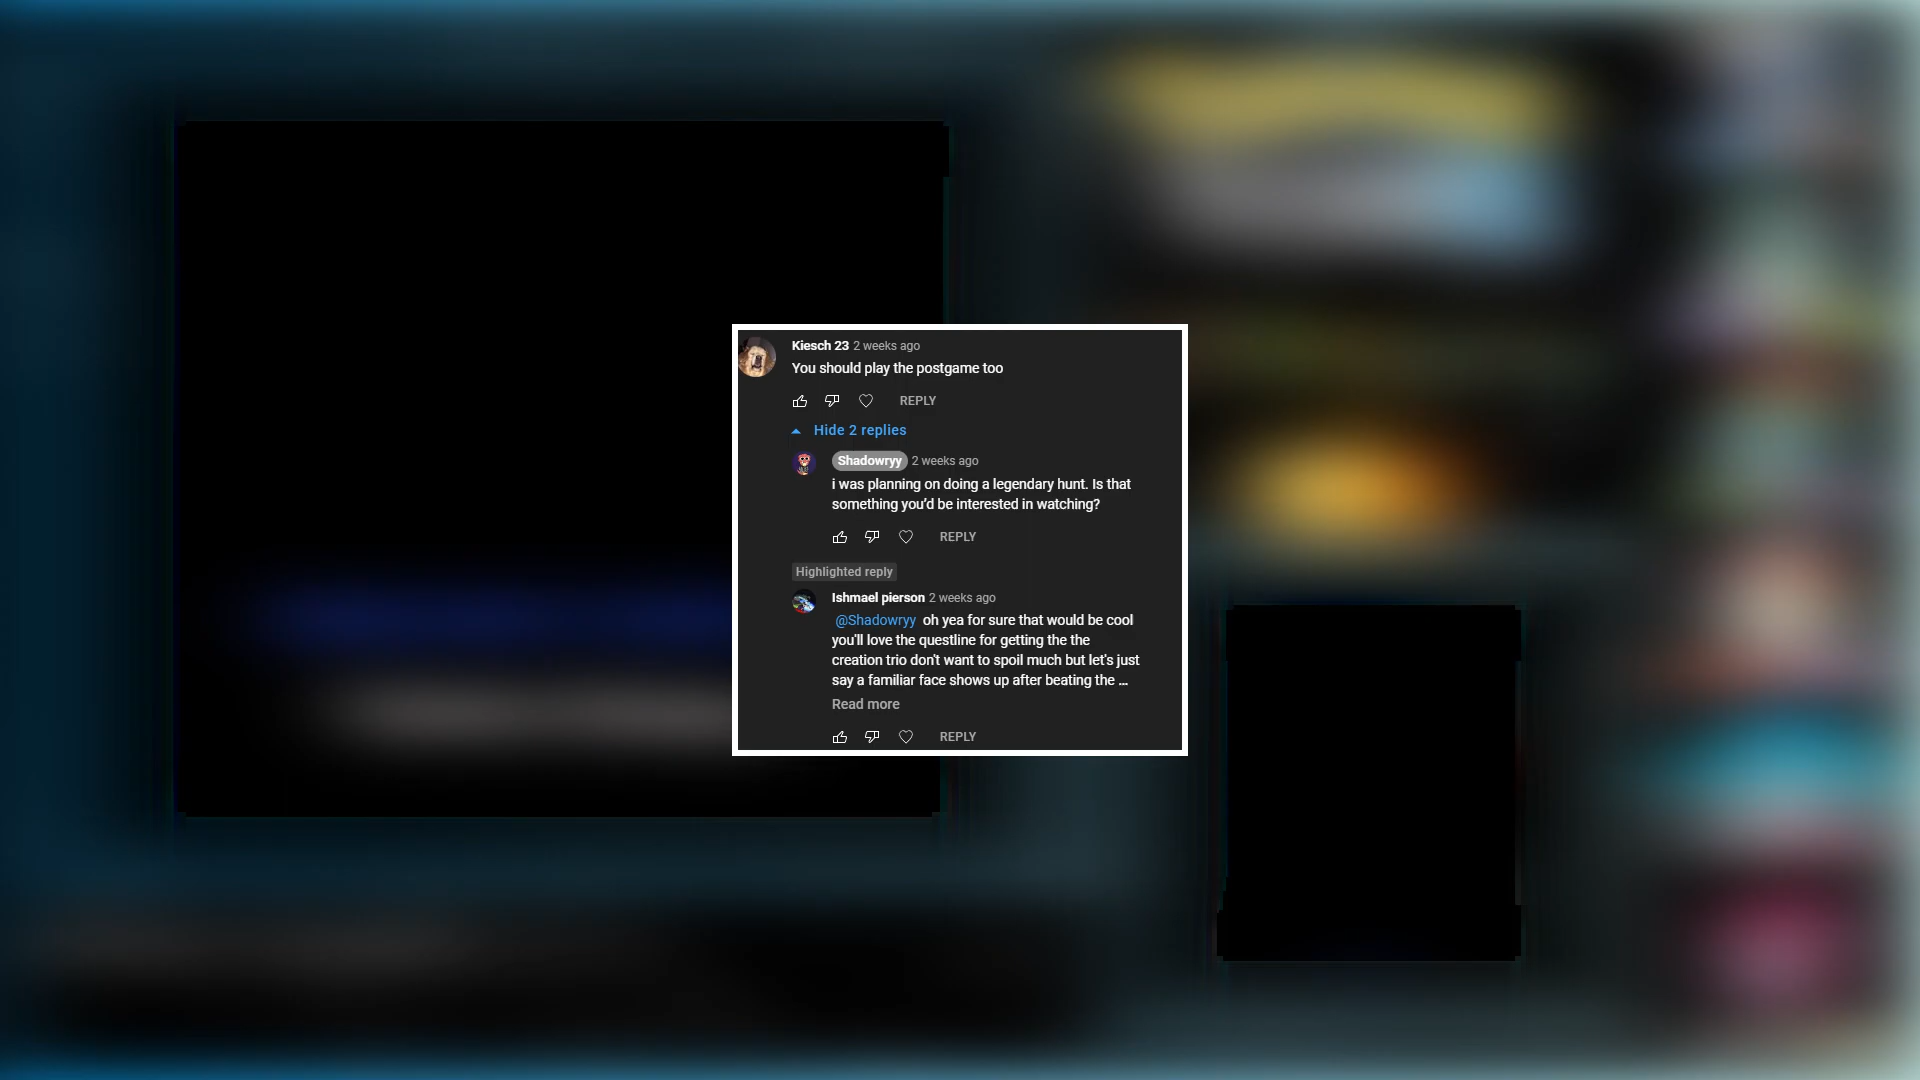 Kiesch 23 2 weeks ago
You should play the postgame too
REPLY
Hide 2 replies
Shadowryy 2 weeks ago
i was planning on doing a legendary hunt. Is that
something you'd be interested in watching?
REPLY
Highlighted reply
Ishmael pierson 2 weeks ago
@Shadowryy oh yea for sure that would be cool
you'll love the questline for getting the the
creation trio don't want to spoil much but let's just
say a familiar face shows up after beating the ...
Read more
REPLY